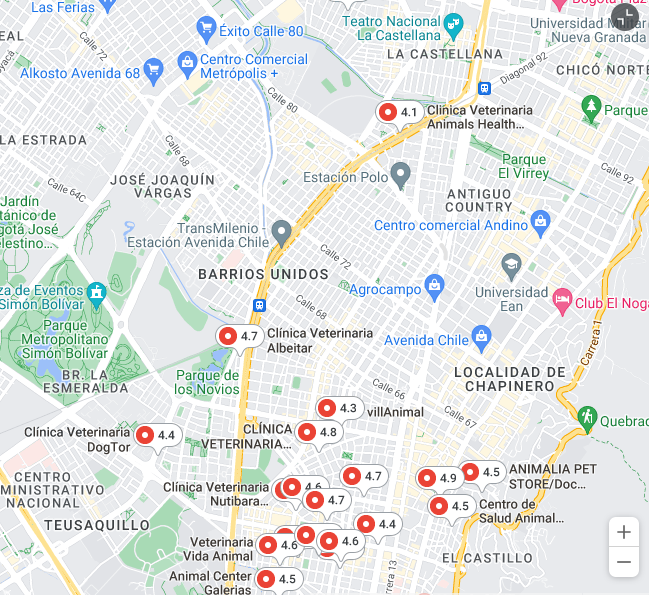 Las Ferias
Calle 72
Éxito Calle 80
Teatro Nacional
La Castellana
Nueva Granada
LA CASTELLANA
Alkosto Avenida 68
Centro Comercial
Metrópolis +
Diagonal 92
CHICÓ NORTE
Calle 80
4.1
Clínica Veterinaria
Animals Health...
Parque
LA ESTRADA
Calle 68
JOSÉ JOAQUÍN
VARGAS
Calle 64C
Estación Polo
Parque
El Virrey
Calle 92
ANTIGUO
COUNTRY
Jardín
Botánico de
Bogotá José
Celestino...
TransMilenio -
Estación Avenida Chile
Centro comercial Andino
Calle 72
BARRIOS UNIDOS
Plaza de Eventos
Simón Bolívar
Agrocampo
Universidad
Ean
Club El Noga
Calle 68
Parque
Metropolitano
Simón Bolívar
4.7
Clínica Veterinaria
Albeitar
Avenida Chile
Carrera 1
BR. LA
ESMERALDA
Parque de
los Novios
Calle 66
LOCALIDAD DE
CHAPINERO
4.3
villAnimal
Calle 67
Quebrad
Clínica Veterinaria
DogTor
4.4
CLÍNICA
VETERINARIA...
4.8
CENTRO
ADMINISTRATIVO
NACIONAL
Clínica Veterinaria
Nutibara...
4.6
4.7
4.7
4.9
4.5
ANIMALIA PET
STORE/Doc...
4.5
Centro de
Salud Animal...
TEUSAQUILLO
4.4
Veterinaria
Vida Animal
4.6
4.6
EL CASTILLO
Carrera 13
Animal Center
Galerias
4.5